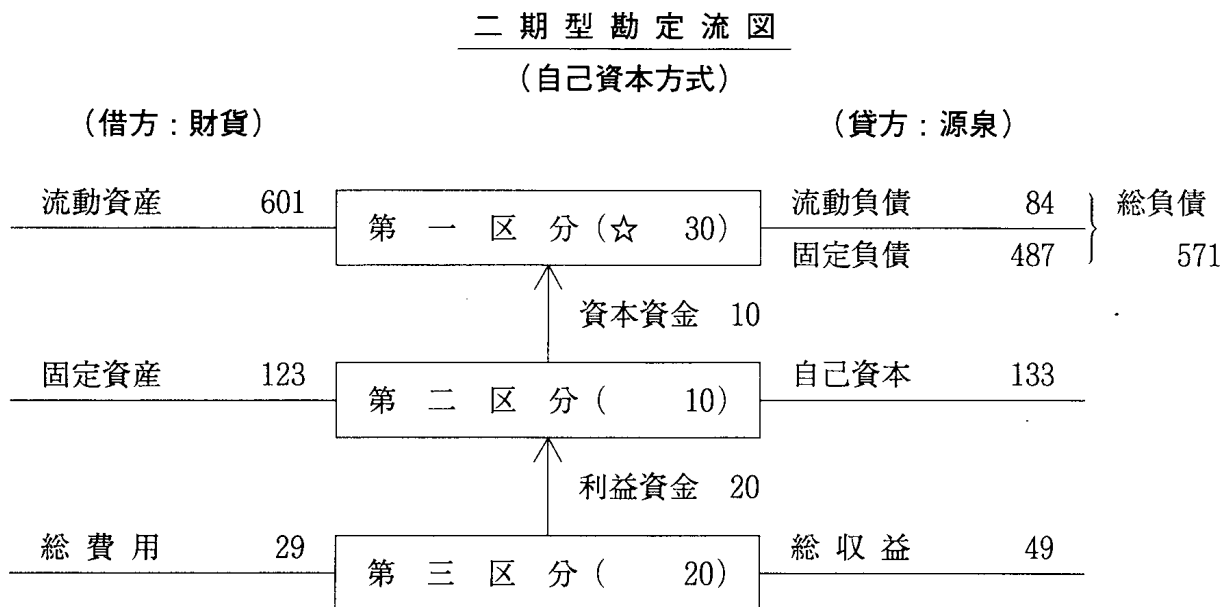 二期型勘定流図
(自己資本方式)
(借方:財貨) (貸方:源泉)
流動資産 601 第一区分(☆ 30) 流動負債 84 総負債
固定負債 487 571
資本資金 10
固定資産 123 第二区分( 10) 自己資本 133
利益資金 20
総費用 29 第三区分( 20) 総収益 49